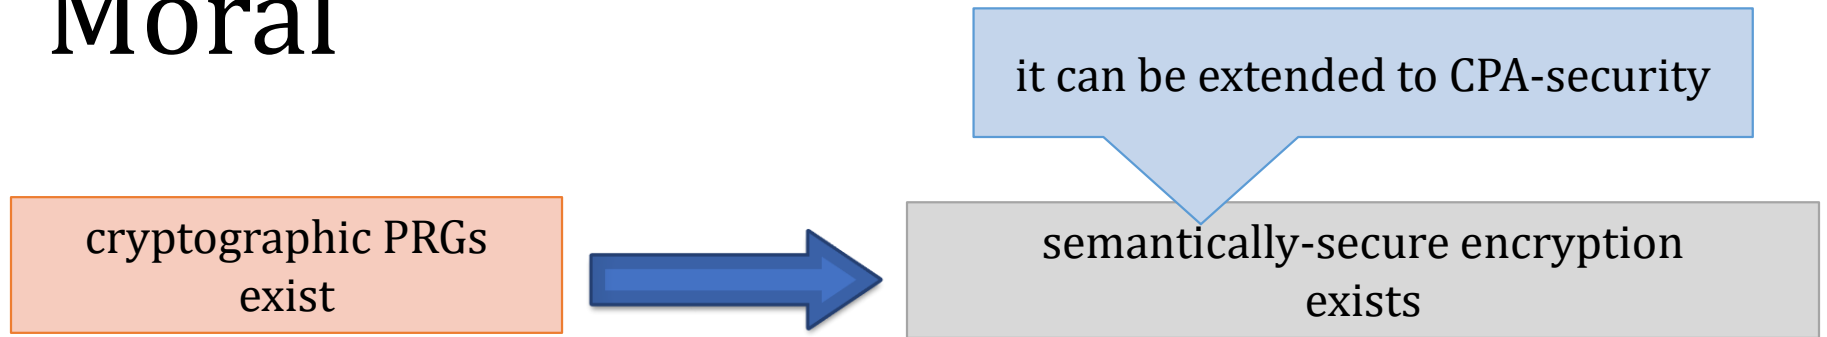 Moral
it can be extended to CPA-security
cryptographic PRGs
exist
semantically-secure encryption
exists